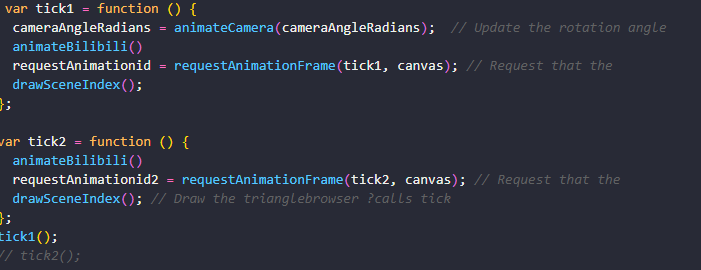 var tick1 = function () {
cameraAngleRadians = animateCamera(cameraAngleRadians);  // Update the rotation angle
animateBilibili()
requestAnimationid = requestAnimationFrame(tick1, canvas); // Request that the
drawSceneIndex();
};
var tick2 = function () {
animateBilibili()
requestAnimationid2 = requestAnimationFrame(tick2, canvas); // Request that the
drawSceneIndex(); // Draw the trianglebrowser ?calls tick
};
tick1();
// tick2();